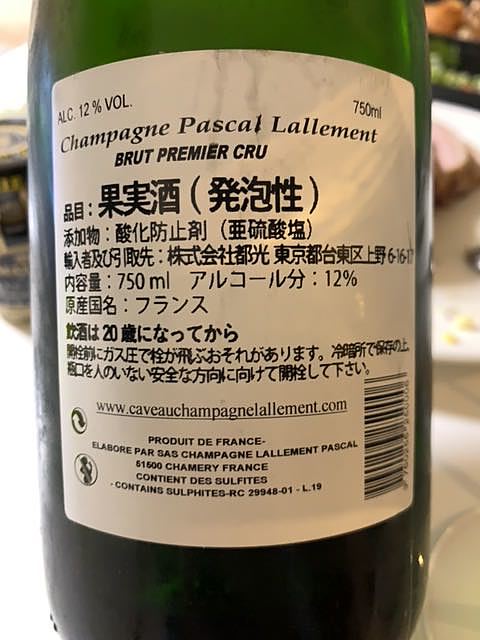 ALC. 12 % VOL.
750ml
Champagne Pascal Lallement
BRUT PREMIER CRU
品目：果実酒（発泡性）
添加物：酸化防止剤（亜硫酸塩）
輸入者及び引取先：株式会社都光 東京都台東区上野6-16-17
内容量：750 ml　アルコール分：12%
原産国名：フランス
飲酒は20歳になってから
開栓前にガス圧で栓が飛ぶおそれがあります。冷暗所で保存の上、
瓶口を人のいない安全な方向に向けて開栓して下さい。
www.caveauchampagnelallement.com
PRODUIT DE FRANCE-
ELABORE PAR SAS CHAMPAGNE LALLEMENT PASCAL
51500 CHAMERY FRANCE
CONTIENT DES SULFITES
- CONTAINS SULPHITES-RC 29948-01 - L.19